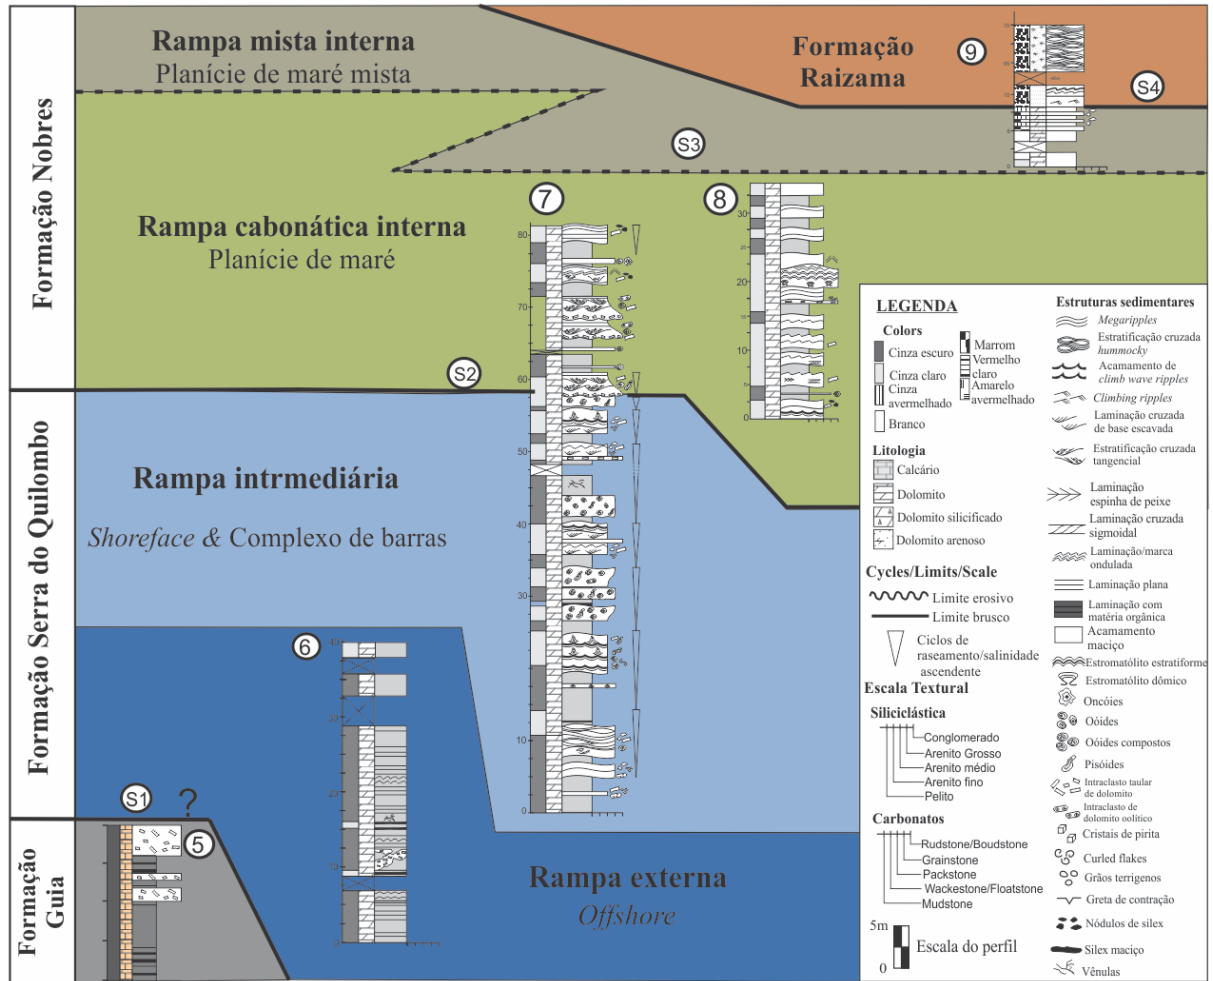 Rampa mista interna
Planície de maré mista
Formação
Raizama
9
S4
S3
Formação Nobres
Rampa cabonática interna
Planície de maré
7
8
80
70
60
50
40
30
20
10
0
30
20
10
0
S2
Formação Serra do Quilombo
Rampa intrmediária
Shoreface & Complexo de barras
6
40
30
20
10
0
S1
?
5
Formação
Guia
Rampa externa
Offshore
LEGENDA
Colors
Cinza escuro
Cinza claro
Cinza
avermelhado
Branco
Marrom
Vermelho
claro
Amarelo
avermelhado
Litologia
Calcário
Dolomito
Dolomito silicificado
Dolomito arenoso
Cycles/Limits/Scale
Limite erosivo
Limite brusco
Ciclos de
raseamento/salinidade
ascendente
Escala Textural
Siliciclástica
Conglomerado
Arenito Grosso
Arenito médio
Arenito fino
Pelito
Carbonatos
Rudstone/Boudstone
Grainstone
Packstone
Wackestone/Floatstone
Mudstone
5m
0
Escala do perfil
Estruturas sedimentares
Megaripples
Estratificação cruzada
hummocky
Acamamento de
climb wave ripples
Climbing ripples
Laminação cruzada
de base escavada
Estratificação cruzada
tangencial
Laminação
espinha de peixe
Laminação cruzada
sigmoidal
Laminação/marca
ondulada
Laminação plana
Laminação com
matéria orgânica
Acamamento
maciço
Estromatólito estratiforme
Estromatólito dômico
Oncóies
Oóides
Oóides compostos
Pisóides
Intraclasto taular
de dolomito
Intraclasto de
dolomito oolítico
Cristais de pirita
Curled flakes
Grãos terrigenos
Greta de contração
Nódulos de silex
Silex maciço
Vênulas